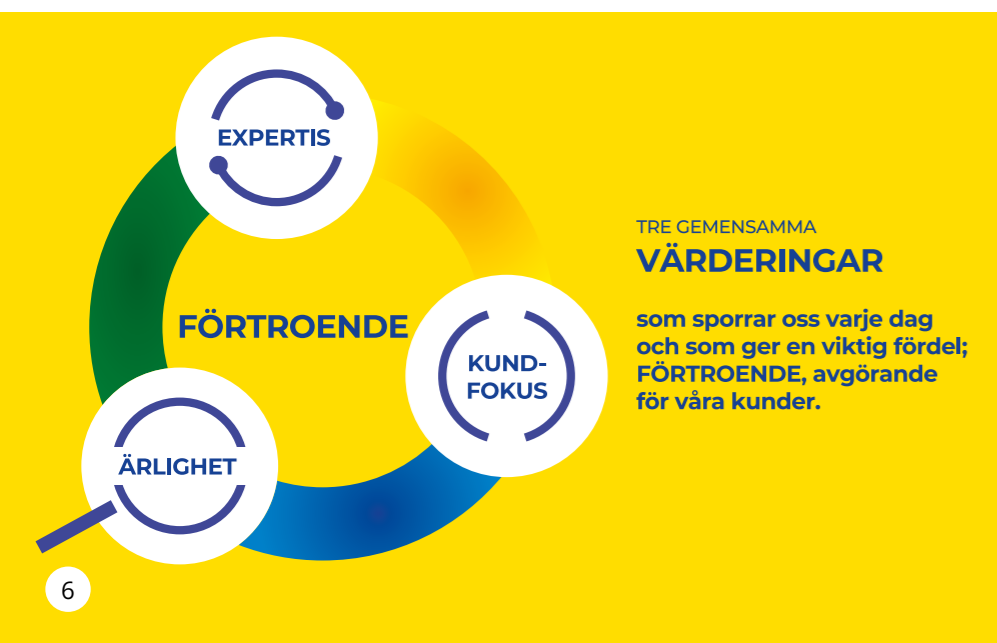 EXPERTIS
FÖRTROENDE
KUND-
FOKUS
ÄRLIGHET
TRE GEMENSAMMA
VÄRDERINGAR
som sporrar oss varje dag
och som ger en viktig fördel;
FÖRTROENDE, avgörande
för våra kunder.
6